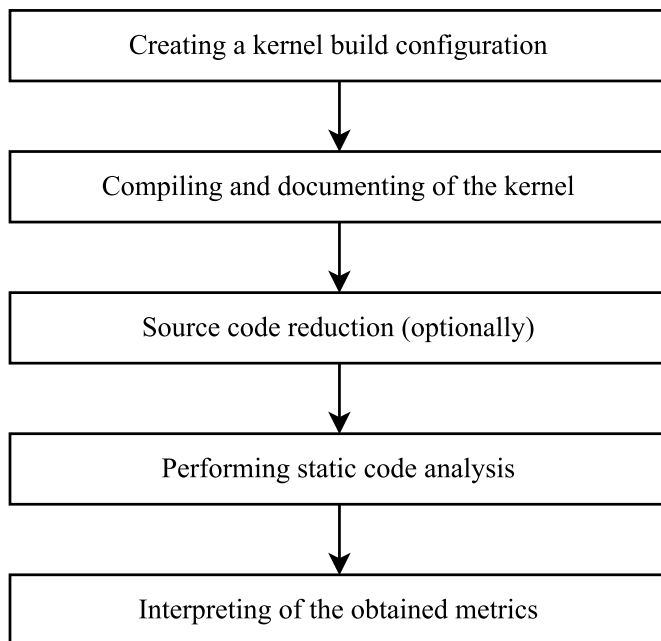 Creating a kernel build configuration
Compiling and documenting of the kernel
Source code reduction (optionally)
Performing static code analysis
Interpreting of the obtained metrics